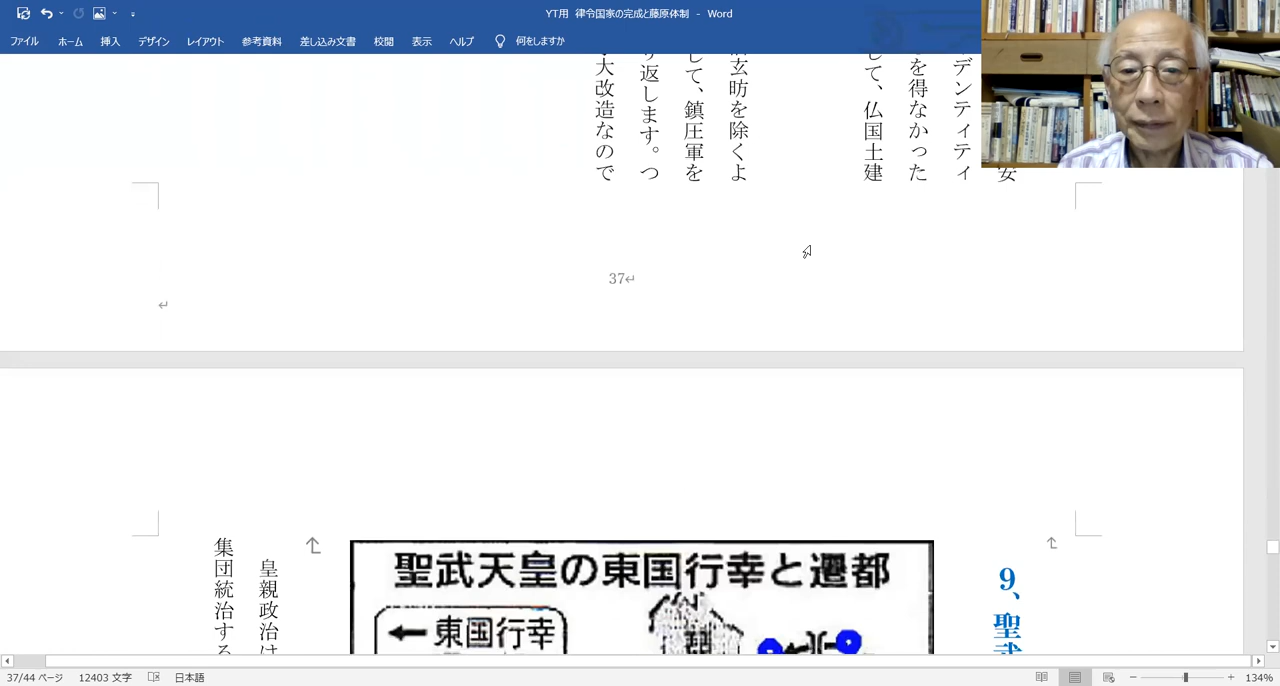 YT用 律令国家の完成と藤原体制 - Word
ファイル ホーム 挿入 デザイン レイアウト 参考資料 差し込み文書 校閲 表示 ヘルプ 何をしますか
安
デンティティ
を得なかった
して、仏国土建
玄昉を除くよ
して、鎮圧軍を
り返します。つ
大改造なので
37
9、聖武
聖武天皇の東国行幸と遷都
←東国行幸
皇親政治は
集団統治する
37/44 ページ 12403 文字 日本語 134%